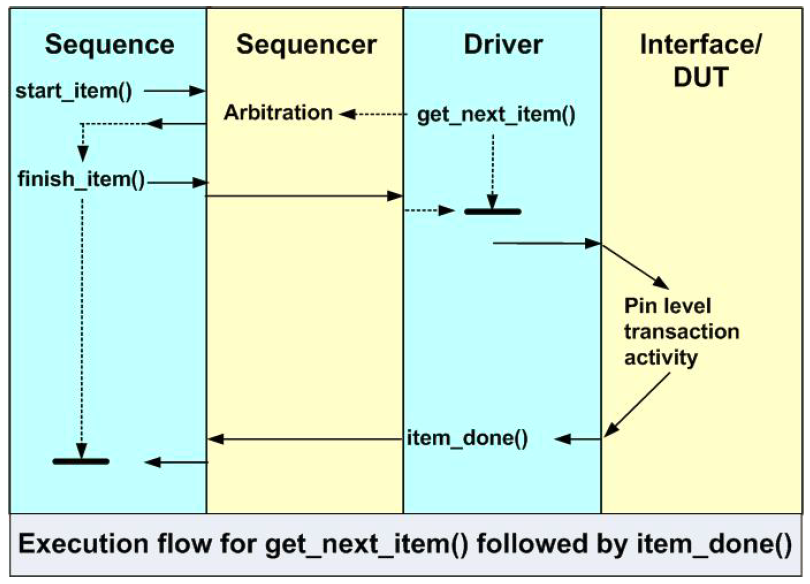 Sequence
Sequencer
Driver
Interface/
DUT
start_item()
Arbitration
get_next_item()
finish_item()
Pin level
transaction
activity
item_done()
Execution flow for get_next_item() followed by item_done()